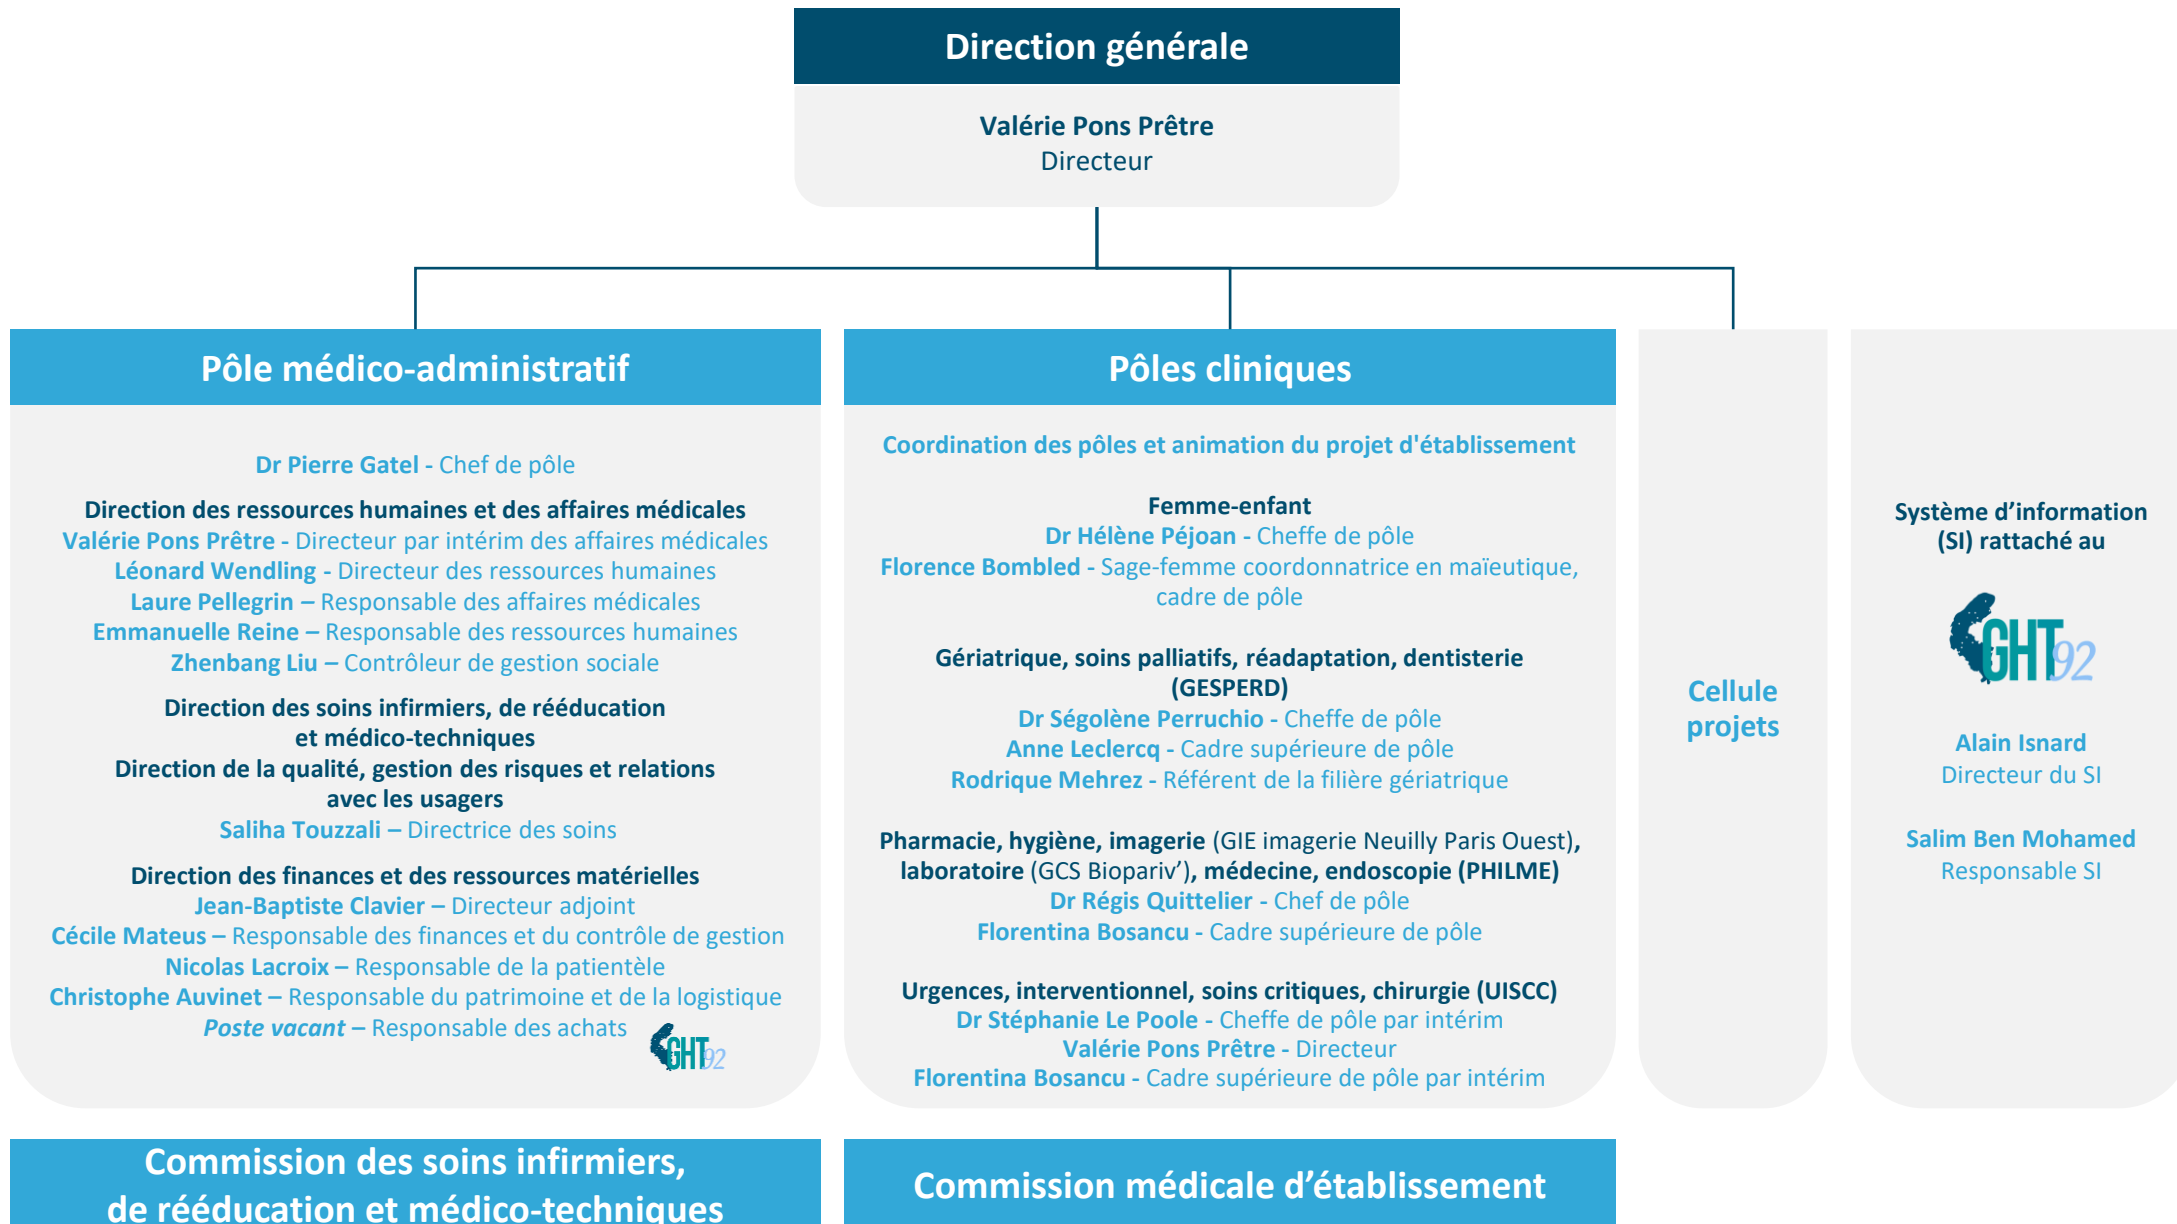 Direction générale
Valérie Pons Prêtre
Directeur
Pôle médico-administratif
Dr Pierre Gatel - Chef de pôle
Direction des ressources humaines et des affaires médicales
Valérie Pons Prêtre - Directeur par intérim des affaires médicales
Léonard Wendling - Directeur des ressources humaines
Laure Pellegrin – Responsable des affaires médicales
Emmanuelle Reine – Responsable des ressources humaines
Zhenbang Liu – Contrôleur de gestion sociale
Direction des soins infirmiers, de rééducation
et médico-techniques
Direction de la qualité, gestion des risques et relations
avec les usagers
Saliha Touzzali – Directrice des soins
Direction des finances et des ressources matérielles
Jean-Baptiste Clavier – Directeur adjoint
Cécile Mateus – Responsable des finances et du contrôle de gestion
Nicolas Lacroix – Responsable de la patientèle
Christophe Auvinet – Responsable du patrimoine et de la logistique
Poste vacant – Responsable des achats
GHT92
Pôles cliniques
Coordination des pôles et animation du projet d'établissement
Femme-enfant
Dr Hélène Péjoan - Cheffe de pôle
Florence Bombled - Sage-femme coordonnatrice en maïeutique,
cadre de pôle
Gériatrique, soins palliatifs, réadaptation, dentisterie
(GESPERD)
Dr Ségolène Perruchio - Cheffe de pôle
Anne Leclercq - Cadre supérieure de pôle
Rodrique Mehrez - Référent de la filière gériatrique
Pharmacie, hygiène, imagerie (GIE imagerie Neuilly Paris Ouest),
laboratoire (GCS Biopariv’), médecine, endoscopie (PHILME)
Dr Régis Quittelier - Chef de pôle
Florentina Bosancu - Cadre supérieure de pôle
Urgences, interventionnel, soins critiques, chirurgie (UISCC)
Dr Stéphanie Le Poole - Cheffe de pôle par intérim
Valérie Pons Prêtre - Directeur
Florentina Bosancu - Cadre supérieure de pôle par intérim
Cellule
projets
Système d’information
(SI) rattaché au
GHT92
Alain Isnard
Directeur du SI
Salim Ben Mohamed
Responsable SI
Commission des soins infirmiers,
de rééducation et médico-techniques
Commission médicale d’établissement